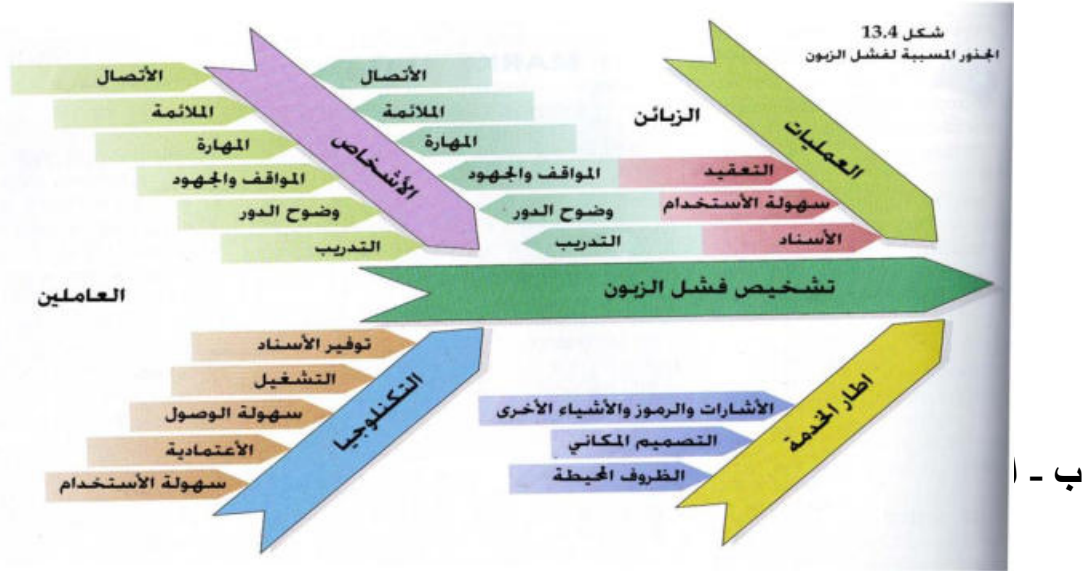 شكل 13.4
الجذور المسببة لفشل الزبون
الزبائن
العمليات
التعقيد
سهولة الأستخدام
الأسناد
الأشخاص
الأتصال
الملائمة
المهارة
المواقف والجهود
وضوح الدور
التدريب
الأتصال
الملائمة
المهارة
المواقف والجهود
وضوح الدور
التدريب
العاملين
تشخيص فشل الزبون
اطار الخدمة
الأشارات والرموز والأشياء الأخرى
التصميم المكاني
الظروف المحيطة
التكنلوجيا
توفير الأسناد
التشغيل
سهولة الوصول
الأعتمادية
سهولة الأستخدام
ب -